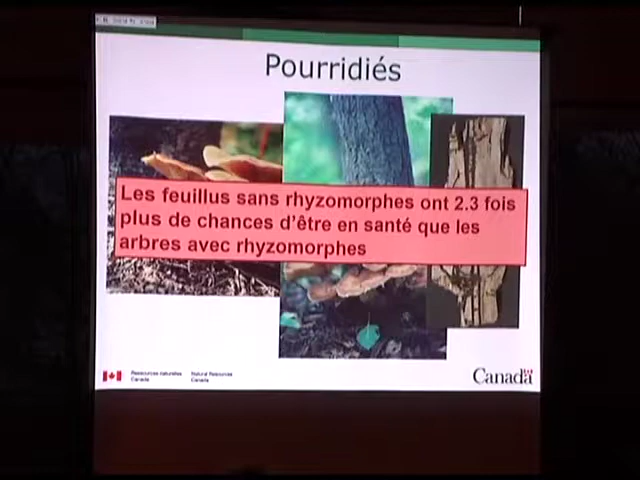 Pourridiés
Les feuillus sans rhyzomorphes ont 2.3 fois
plus de chances d'être en santé que les
arbres avec rhyzomorphes
Ressources naturelles
Canada
Natural Resources
Canada
Canada